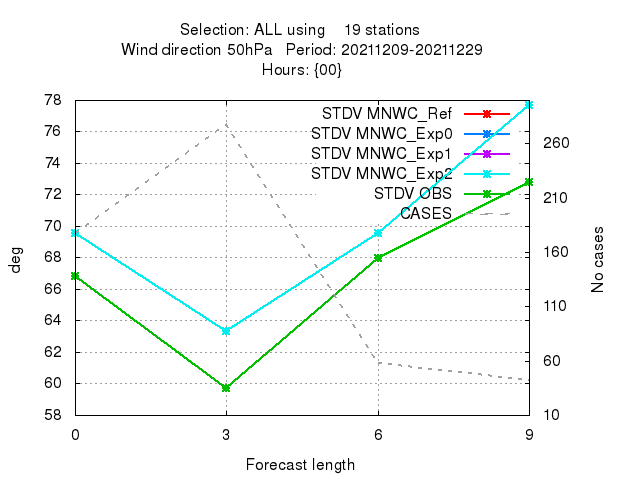 Selection: ALL using    19 stations
Wind direction 50hPa   Period: 20211209-20211229
Hours: {00}
78
76
74
72
70
68
66
64
62
60
58
deg
STDV MNWC_Ref
STDV MNWC_Exp0
STDV MNWC_Exp1
STDV MNWC_Exp2
STDV OBS
CASES
260
210
160
110
60
10
No cases
0 3 6 9
Forecast length